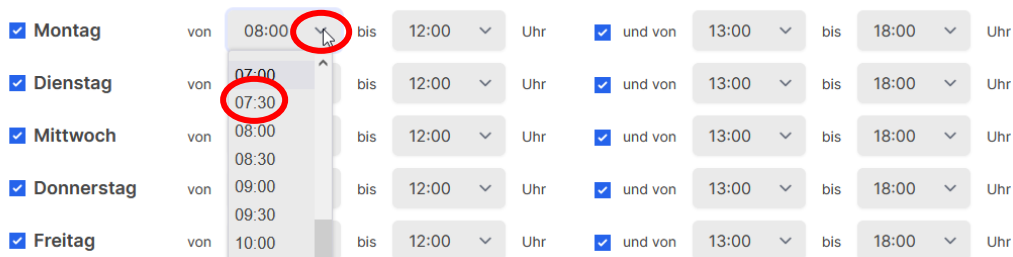 Montag von 08:00 bis 12:00 Uhr und von 13:00 bis 18:00 Uhr
07:00
Dienstag von bis 12:00 Uhr und von 13:00 bis 18:00 Uhr
07:30
08:00
Mittwoch von bis 12:00 Uhr und von 13:00 bis 18:00 Uhr
08:30
09:00
Donnerstag von bis 12:00 Uhr und von 13:00 bis 18:00 Uhr
09:30
10:00
Freitag von bis 12:00 Uhr und von 13:00 bis 18:00 Uhr